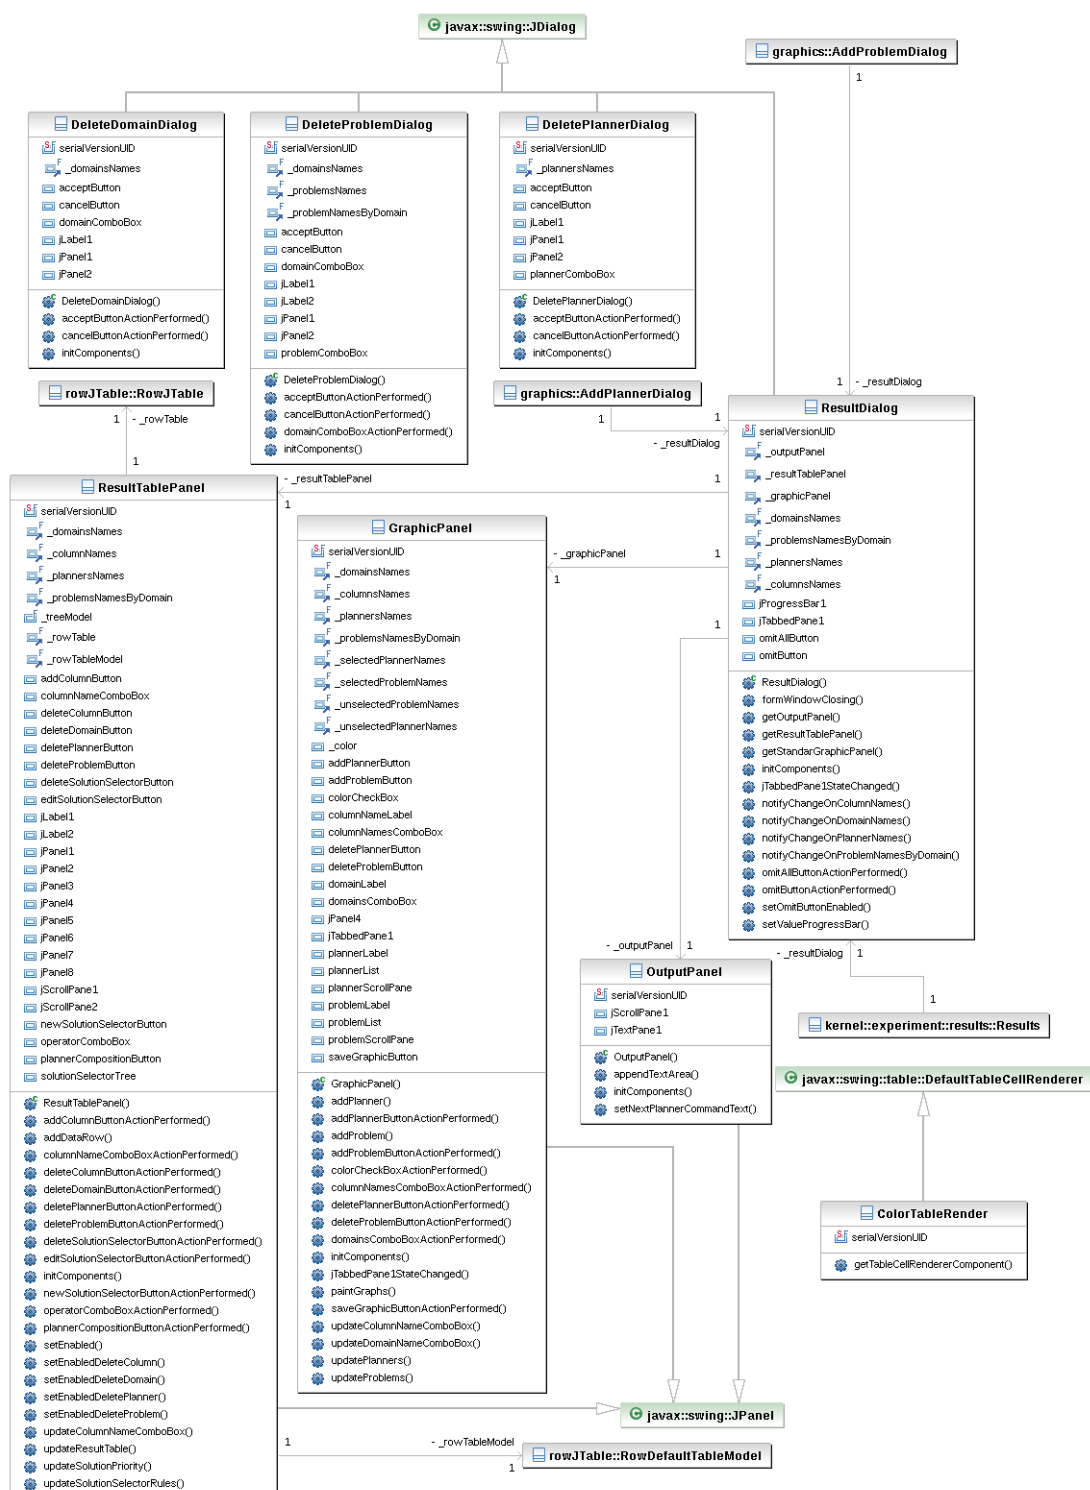 javax::swing::JDialog
graphics::AddProblemDialog
1
DeleteDomainDialog
serialVersionUID
_domainsNames
acceptButton
cancelButton
domainComboBox
jLabel1
jPanel1
jPanel2
DeleteDomainDialog()
acceptButtonActionPerformed()
cancelButtonActionPerformed()
initComponents()
DeleteProblemDialog
serialVersionUID
_domainsNames
_problemsNames
_problemNamesByDomain
acceptButton
cancelButton
domainComboBox
jLabel1
jLabel2
jPanel1
jPanel2
problemComboBox
DeleteProblemDialog()
acceptButtonActionPerformed()
cancelButtonActionPerformed()
domainComboBoxActionPerformed()
initComponents()
DeletePlannerDialog
serialVersionUID
_plannersNames
acceptButton
cancelButton
jLabel1
jPanel1
jPanel2
plannerComboBox
DeletePlannerDialog()
acceptButtonActionPerformed()
cancelButtonActionPerformed()
initComponents()
1 - _resultDialog
rowJTable::RowJTable
1 - _rowTable
1
graphics::AddPlannerDialog
1
1
- _resultDialog
ResultDialog
serialVersionUID
_outputPanel
_resultTablePanel
_graphicPanel
_domainsNames
_problemsNamesByDomain
_plannersNames
_columnsNames
jProgressBar1
jTabbedPane1
omitAllButton
omitButton
ResultDialog()
formWindowClosing()
getOutputPanel()
getResultTablePanel()
getStandarGraphicPanel()
initComponents()
jTabbedPane1StateChanged()
notifyChangeOnColumnNames()
notifyChangeOnDomainNames()
notifyChangeOnPlannerNames()
notifyChangeOnProblemNamesByDomain()
omitAllButtonActionPerformed()
omitButtonActionPerformed()
setOmitButtonEnabled()
setValueProgressBar()
- _resultTablePanel
1
1
- _graphicPanel
1
1
1
- _outputPanel 1
- _resultDialog 1
1
ResultTablePanel
serialVersionUID
_domainsNames
_columnNames
_plannersNames
_problemsNamesByDomain
_treeModel
_rowTable
_rowTableModel
addColumnButton
columnNameComboBox
deleteColumnButton
deleteDomainButton
deletePlannerButton
deleteProblemButton
deleteSolutionSelectorButton
editSolutionSelectorButton
jLabel1
jLabel2
jPanel1
jPanel2
jPanel3
jPanel4
jPanel5
jPanel6
jPanel7
jPanel8
jScrollPane1
jScrollPane2
newSolutionSelectorButton
operatorComboBox
plannerCompositionButton
solutionSelectorTree
ResultTablePanel()
addColumnButtonActionPerformed()
addDataRow()
columnNameComboBoxActionPerformed()
deleteColumnButtonActionPerformed()
deleteDomainButtonActionPerformed()
deletePlannerButtonActionPerformed()
deleteProblemButtonActionPerformed()
deleteSolutionSelectorButtonActionPerformed()
editSolutionSelectorButtonActionPerformed()
initComponents()
newSolutionSelectorButtonActionPerformed()
operatorComboBoxActionPerformed()
plannerCompositionButtonActionPerformed()
setEnabled()
setEnabledDeleteColumn()
setEnabledDeleteDomain()
setEnabledDeletePlanner()
setEnabledDeleteProblem()
updateColumnNameComboBox()
updateResultTable()
updateSolutionPriority()
updateSolutionSelectorRules()
GraphicPanel
serialVersionUID
_domainsNames
_columnsNames
_plannersNames
_problemsNamesByDomain
_selectedPlannerNames
_selectedProblemNames
_unselectedProblemNames
_unselectedPlannerNames
_color
addPlannerButton
addProblemButton
colorCheckBox
columnNameLabel
columnNamesComboBox
deletePlannerButton
deleteProblemButton
domainLabel
domainsComboBox
jPanel4
jTabbedPane1
plannerLabel
plannerList
plannerScrollPane
problemLabel
problemList
problemScrollPane
saveGraphicButton
GraphicPanel()
addPlanner()
addPlannerButtonActionPerformed()
addProblem()
addProblemButtonActionPerformed()
colorCheckBoxActionPerformed()
columnNamesComboBoxActionPerformed()
deletePlannerButtonActionPerformed()
deleteProblemButtonActionPerformed()
domainsComboBoxActionPerformed()
initComponents()
jTabbedPane1StateChanged()
paintGraphs()
saveGraphicButtonActionPerformed()
updateColumnNameComboBox()
updateDomainNameComboBox()
updatePlanners()
updateProblems()
OutputPanel
serialVersionUID
jScrollPane1
jTextPane1
OutputPanel()
appendTextArea()
initComponents()
setNextPlannerCommandText()
kernel::experiment::results::Results
javax::swing::table::DefaultTableCellRenderer
ColorTableRender
serialVersionUID
getTableCellRendererComponent()
javax::swing::JPanel
1
- _rowTableModel
1
rowJTable::RowDefaultTableModel